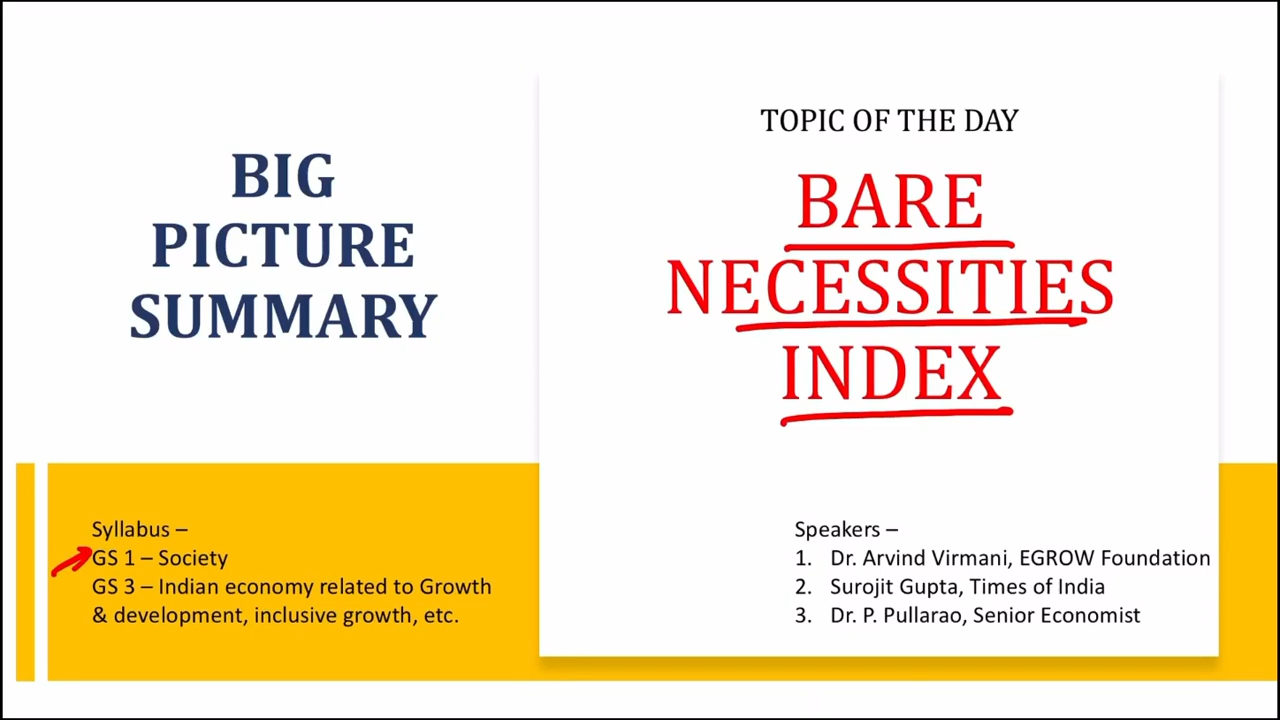 BIG
PICTURE
SUMMARY
Syllabus –
GS 1 – Society
GS 3 – Indian economy related to Growth
& development, inclusive growth, etc.
TOPIC OF THE DAY
BARE
NECESSITIES
INDEX
Speakers –
1. Dr. Arvind Virmani, EGROW Foundation
2. Surojit Gupta, Times of India
3. Dr. P. Pullarao, Senior Economist